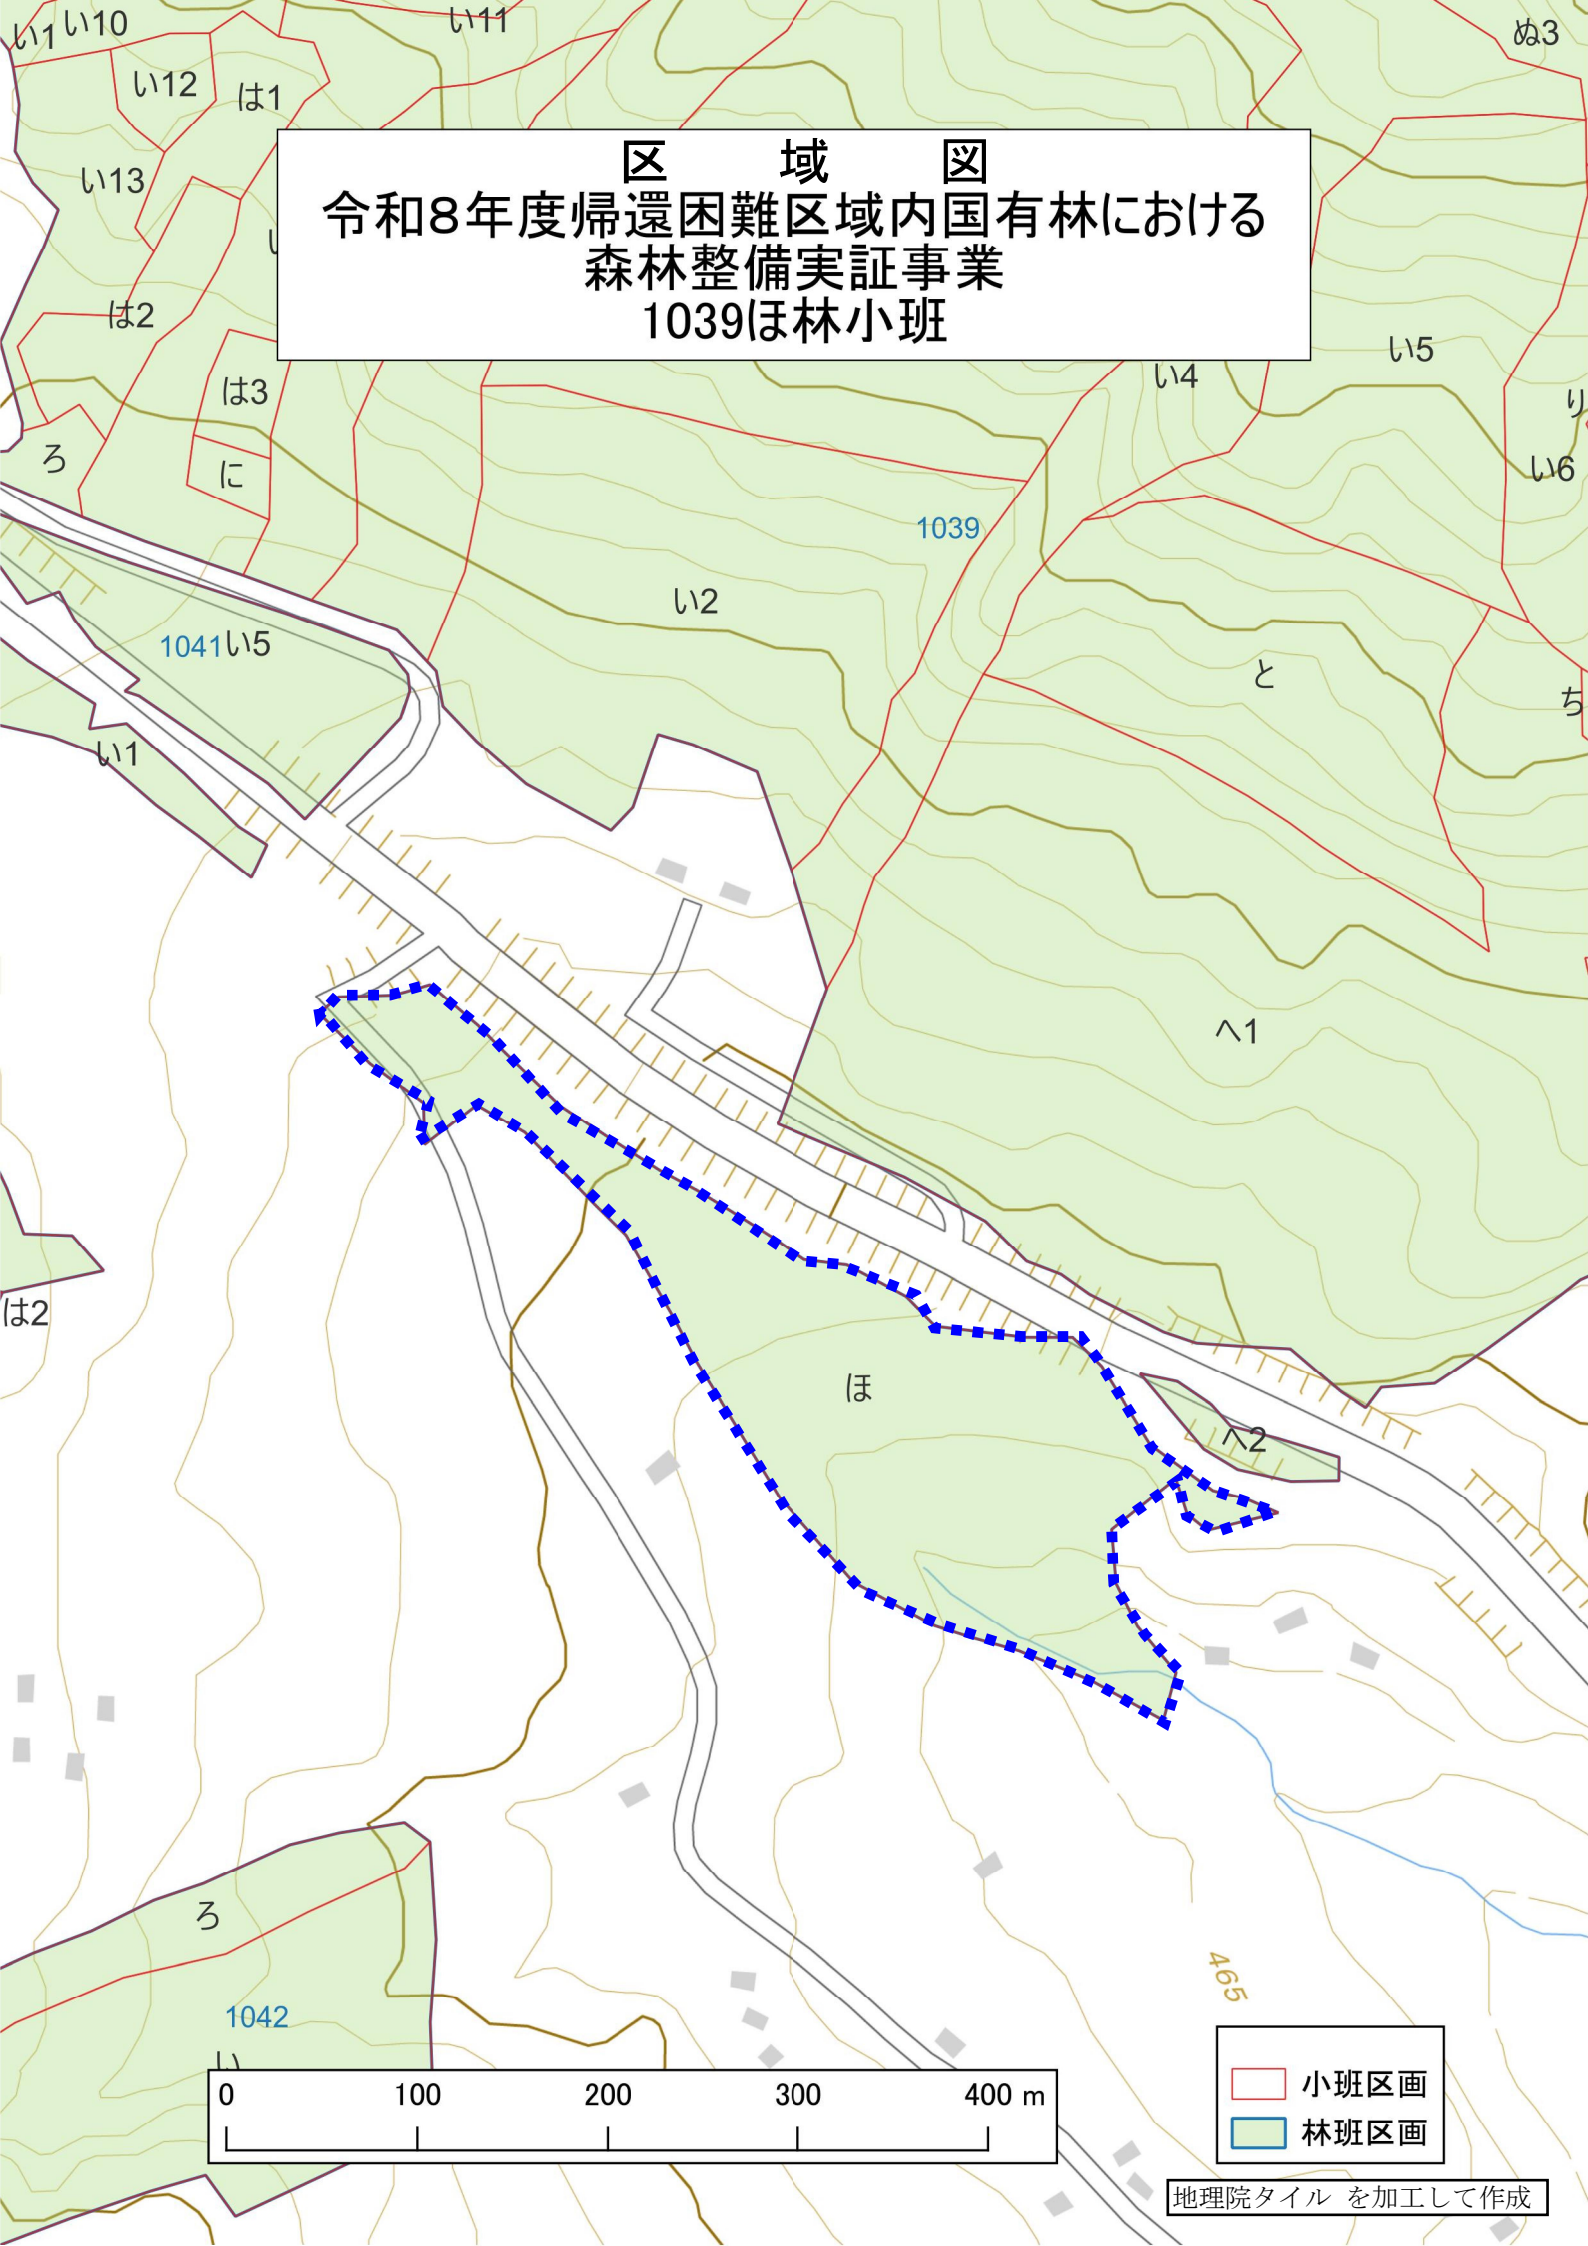 い1 い10
い11
ぬ3
い12
は1
い13
区 域 図
令和8年度帰還困難区域内国有林における
森林整備実証事業
1039ほ林小班
は2
い5
い4
は3
り
ろ
に
い6
1039
い2
1041 い5
と
ち
い1
へ1
は2
ほ
へ2
ろ
465
1042
い
0 100 200 300 400 m
小班区画
林班区画
地理院タイル を加工して作成